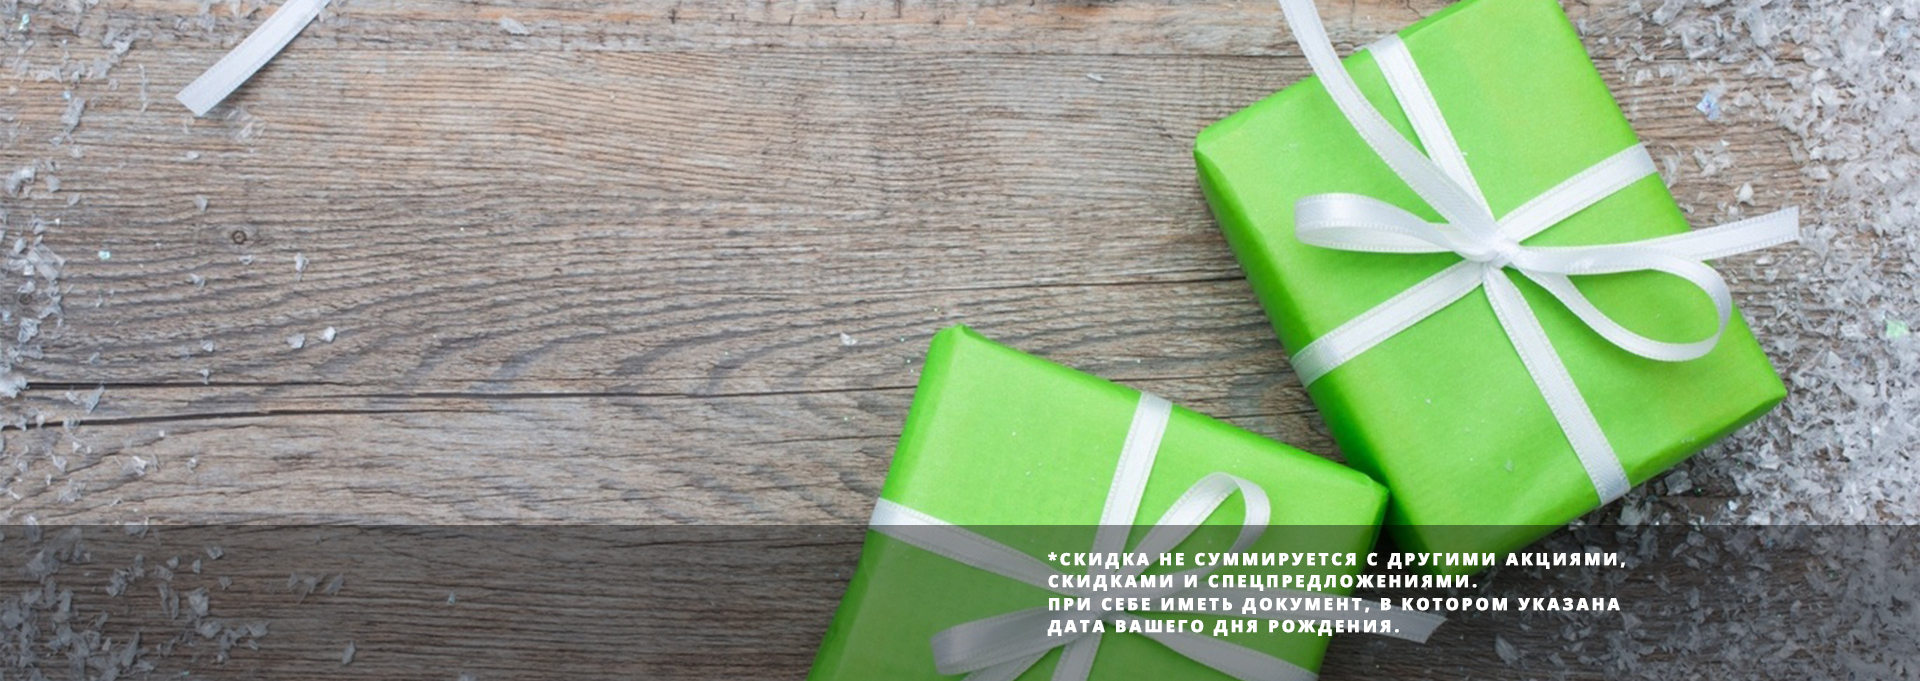 *СКИДКА НЕ СУММИРУЕТСЯ С ДРУГИМИ АКЦИЯМИ,
СКИДКАМИ И СПЕЦПРЕДЛОЖЕНИЯМИ.
ПРИ СЕБЕ ИМЕТЬ ДОКУМЕНТ, В КОТОРОМ УКАЗАНА
ДАТА ВАШЕГО ДНЯ РОЖДЕНИЯ.